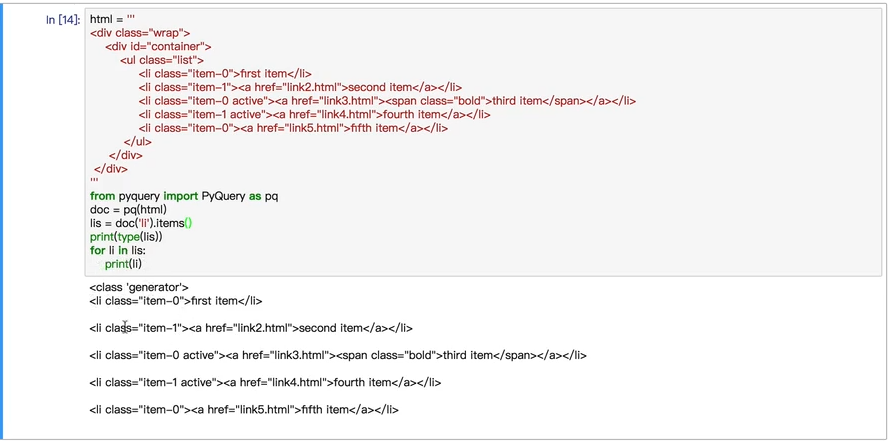 In [14]:
html = '''
<div class="wrap">
    <div id="container">
        <ul class="list">
             <li class="item-0">first item</li>
             <li class="item-1"><a href="link2.html">second item</a></li>
             <li class="item-0 active"><a href="link3.html"><span class="bold">third item</span></a></li>
             <li class="item-1 active"><a href="link4.html">fourth item</a></li>
             <li class="item-0"><a href="link5.html">fifth item</a></li>
         </ul>
     </div>
 </div>
'''
from pyquery import PyQuery as pq
doc = pq(html)
lis = doc('li').items()
print(type(lis))
for li in lis:
    print(li)
<class 'generator'>
<li class="item-0">first item</li>
<li class="item-1"><a href="link2.html">second item</a></li>
<li class="item-0 active"><a href="link3.html"><span class="bold">third item</span></a></li>
<li class="item-1 active"><a href="link4.html">fourth item</a></li>
<li class="item-0"><a href="link5.html">fifth item</a></li>